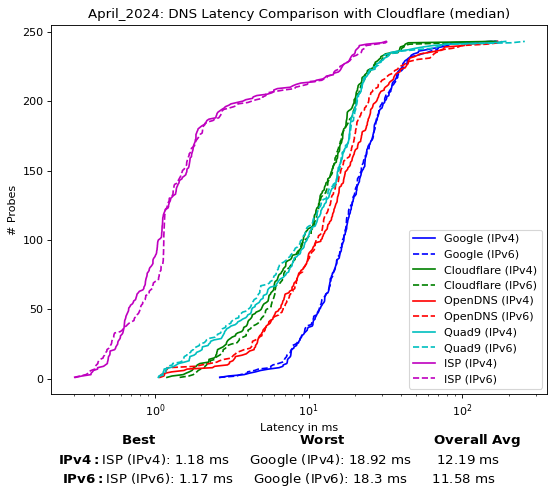 April_2024: DNS Latency Comparison with Cloudflare (median)
250
200
150
100
50
0
# Probes
10⁰
10¹
10²
Latency in ms
Google (IPv4)
Google (IPv6)
Cloudflare (IPv4)
Cloudflare (IPv6)
OpenDNS (IPv4)
OpenDNS (IPv6)
Quad9 (IPv4)
Quad9 (IPv6)
ISP (IPv4)
ISP (IPv6)
Best Worst Overall Avg
IPv4: ISP (IPv4): 1.18 ms Google (IPv4): 18.92 ms 12.19 ms
IPv6: ISP (IPv6): 1.17 ms Google (IPv6): 18.3 ms 11.58 ms